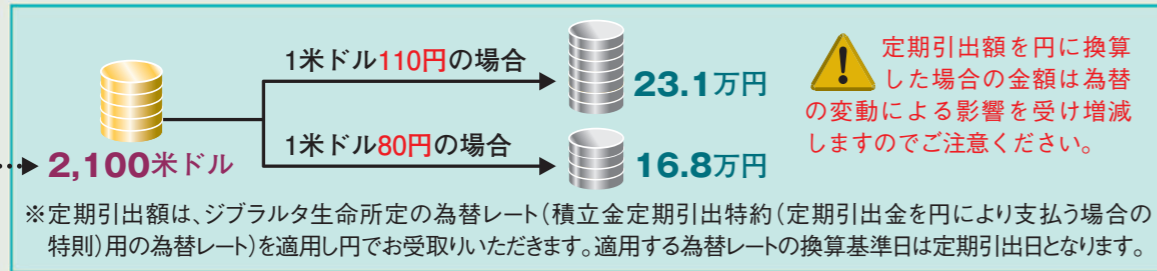 1米ドル110円の場合
23.1万円
2,100米ドル
1米ドル80円の場合
16.8万円
定期引出額を円に換算
した場合の金額は為替
の変動による影響を受け増減
しますのでご注意ください。
※定期引出額は、ジブラルタ生命所定の為替レート(積立金定期引出特約(定期引出金を円により支払う場合の
特則)用の為替レート)を適用し円でお受取りいただきます。適用する為替レートの換算基準日は定期引出日となります。